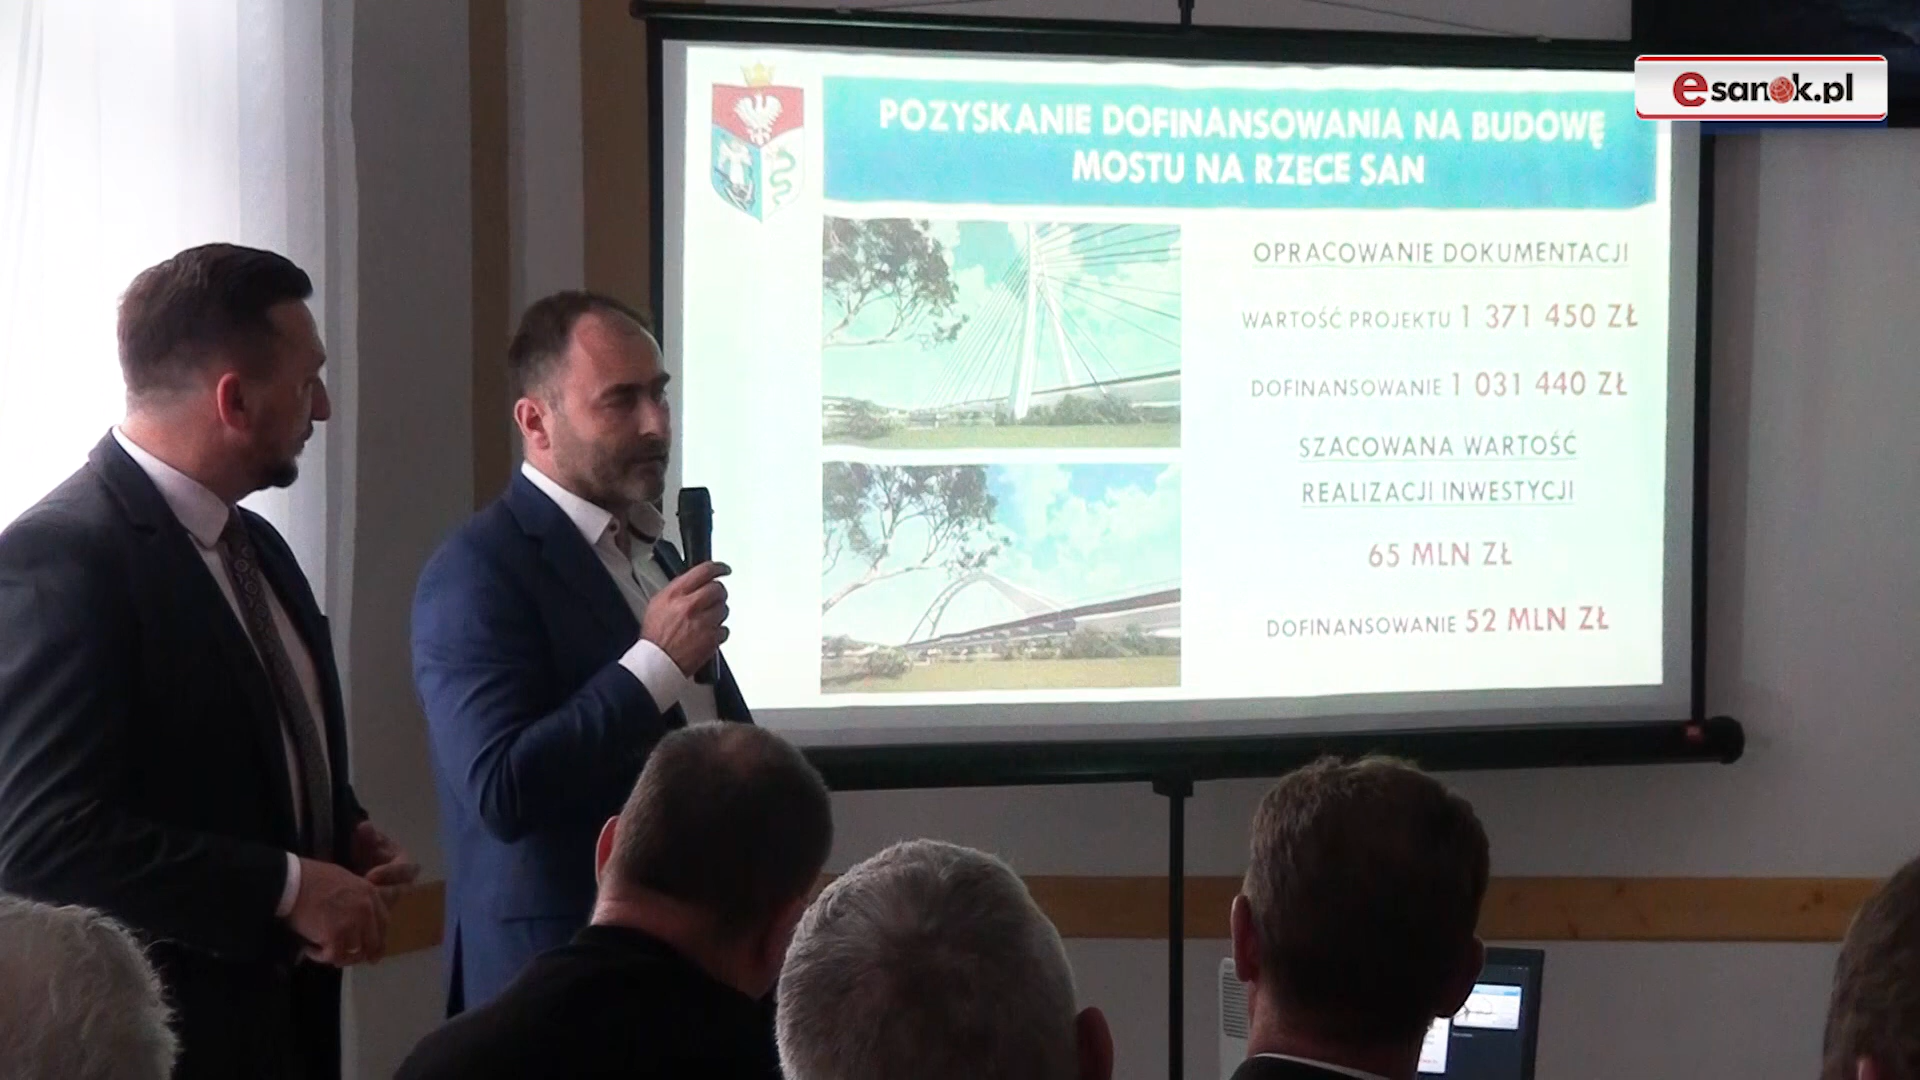 esanok.pl
POZYSKANIE DOFINANSOWANIA NA BUDOWĘ
MOSTU NA RZECE SAN
OPRACOWANIE DOKUMENTACJI
WARTOŚĆ PROJEKTU 1 371 450 ZŁ
DOFINANSOWANIE 1 031 440 ZŁ
SZACOWANA WARTOŚĆ
REALIZACJI INWESTYCJI
65 MLN ZŁ
DOFINANSOWANIE 52 MLN ZŁ